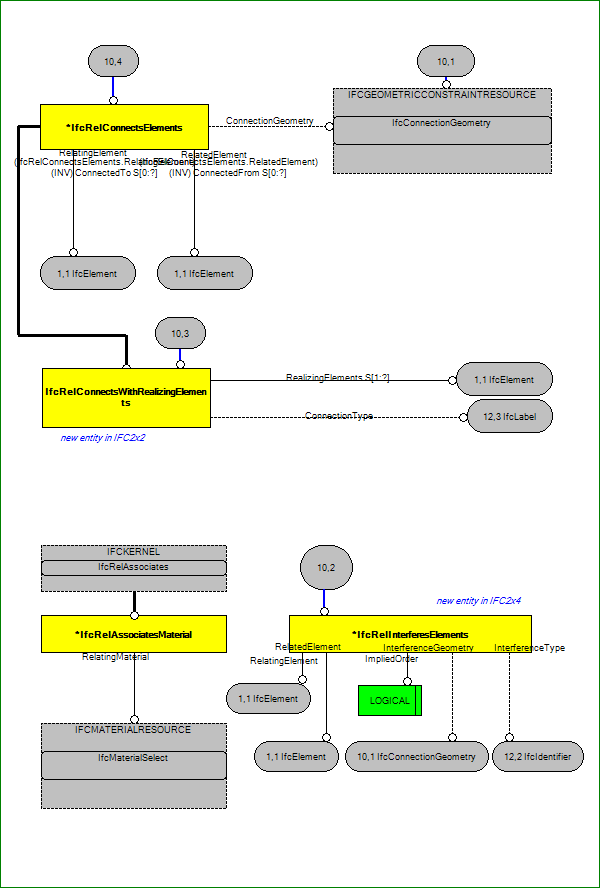 10,4
10,1
IFCGEOMETRICCONSTRAINTRESOURCE
*IfcRelConnectsElements
ConnectionGeometry
IfcConnectionGeometry
RelatingElement
RelatedElement
(IfcRelConnectsElements.RelatingElement)
(IfcRelConnectsElements.RelatedElement)
(INV) ConnectedTo S[0:?]
(INV) ConnectedFrom S[0:?]
1,1 IfcElement
1,1 IfcElement
10,3
IfcRelConnectsWithRealizingElemen
ts
RealizingElements S[1:?]
1,1 IfcElement
ConnectionType
12,3 IfcLabel
new entity in IFC2x2
IFCKERNEL
IfcRelAssociates
10,2
new entity in IFC2x4
*IfcRelAssociatesMaterial
*IfcRelInterferesElements
RelatingMaterial
RelatedElement
InterferenceGeometry
InterferenceType
RelatingElement
ImpliedOrder
1,1 IfcElement
LOGICAL
IFCMATERIALRESOURCE
IfcMaterialSelect
1,1 IfcElement
10,1 IfcConnectionGeometry
12,2 IfcIdentifier